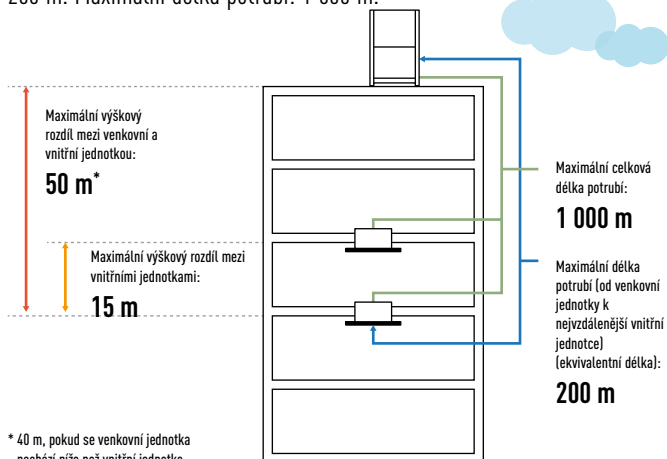 200 m. Maximální délka potrubí: 1 000 m.
Maximální výškový
rozdíl mezi venkovní a
vnitřní jednotkou:
50 m*
Maximální výškový rozdíl mezi
vnitřními jednotkami:
15 m
Maximální celková
délka potrubí:
1 000 m
Maximální délka
potrubí (od venkovní
jednotky k
nejvzdálenější vnitřní
jednotce)
(ekvivalentní délka):
200 m
* 40 m, pokud se venkovní jednotka
nachází níže než vnitřní jednotka